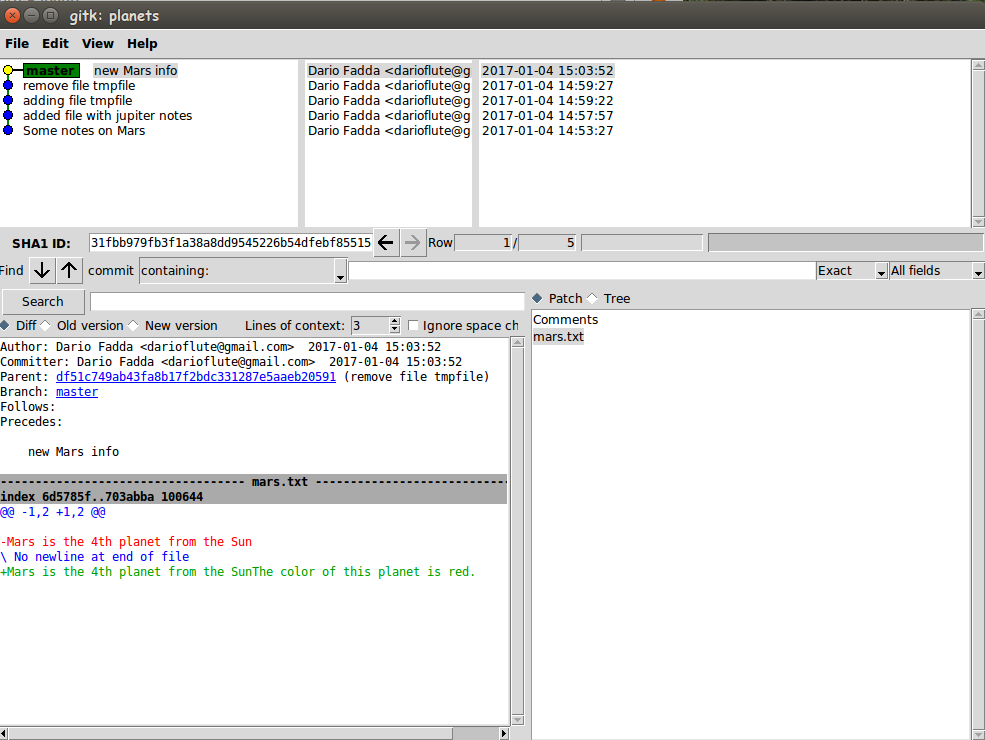 gitk: planets
File Edit View Help
master new Mars info Dario Fadda <darioflute@g 2017-01-04 15:03:52
remove file tmpfile Dario Fadda <darioflute@g 2017-01-04 14:59:27
adding file tmpfile Dario Fadda <darioflute@g 2017-01-04 14:59:22
added file with jupiter notes Dario Fadda <darioflute@g 2017-01-04 14:57:57
Some notes on Mars Dario Fadda <darioflute@g 2017-01-04 14:53:27
SHA1 ID: 31fbb979fb3f1a38a8dd9545226b54dfebf85515 Row 1 / 5
Find commit containing: Exact All fields
Search
Diff Old version New version Lines of context: 3 Ignore space ch
Author: Dario Fadda <darioflute@gmail.com> 2017-01-04 15:03:52
Committer: Dario Fadda <darioflute@gmail.com> 2017-01-04 15:03:52
Parent: df51c749ab43fa8b17f2bdc331287e5aaeb20591 (remove file tmpfile)
Branch: master
Follows:
Precedes:
new Mars info
---------------------------------- mars.txt ----------------------------
index 6d5785f..703abba 100644
@@ -1,2 +1,2 @@
-Mars is the 4th planet from the Sun
\ No newline at end of file
+Mars is the 4th planet from the SunThe color of this planet is red.
Patch Tree
Comments
mars.txt